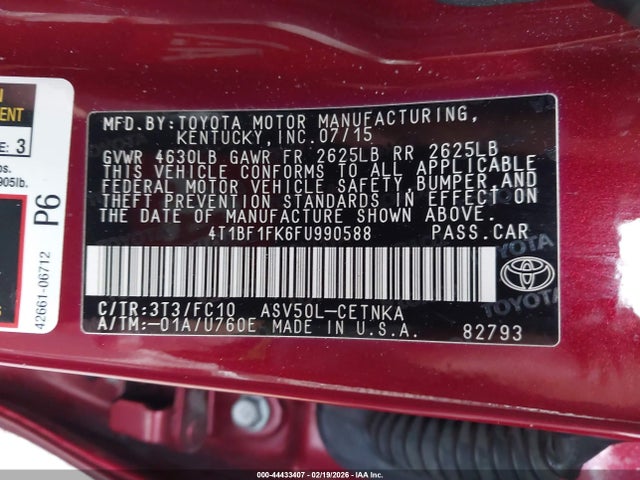 N
EMENT
E: 3
905lb.
P6
42661-06712
S
MFD.BY:TOYOTA MOTOR MANUFACTURING,
KENTUCKY,INC.07/15
GVWR 4630LB GAWR FR 2625LB RR 2625LB
THIS VEHICLE CONFORMS TO ALL APPLICABLE
FEDERAL MOTOR VEHICLE SAFETY,BUMPER,AND
THEFT PREVENTION STANDARDS IN EFFECT ON
THE DATE OF MANUFACTURE SHOWN ABOVE.
4T1BF1FK6FU990588 PASS.CAR
TOYOTA
C/TR:3T3/FC10 ASV50L-CETNKA
A/TM:-01A/U760E MADE IN U.S.A.
82793
000-44433407 - 02/19/2026 - IAA, Inc.